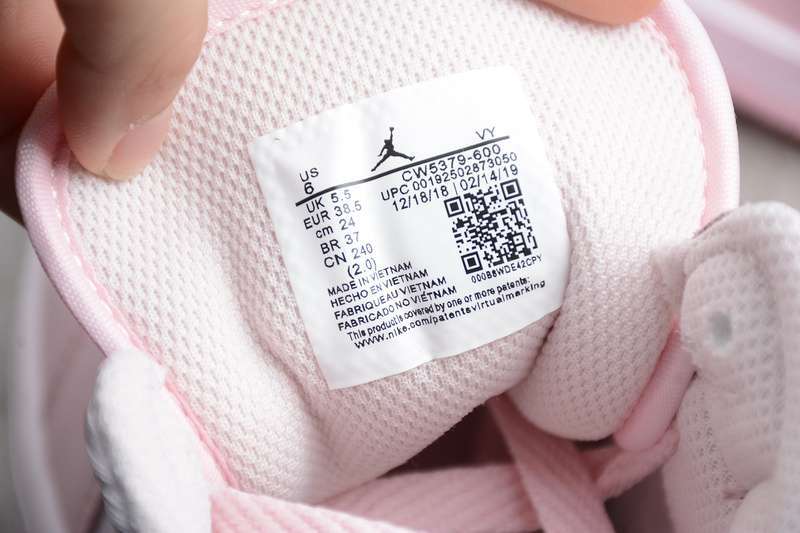 US
6
VY
UK 5.5
EUR 38.5
cm 24
BR 37
CN 240
(2.0)
CW5379-600
UPC 00192502873050
12/18/18 | 02/14/19
000B8WDE42CPY
MADE IN VIETNAM
HECHO EN VIETNAM
FABRIQUEAU VIETNAM
FABRICADO NO VIETNAM
This product is covered by one or more patents:
www.nike.com/patentsvirtualmarking